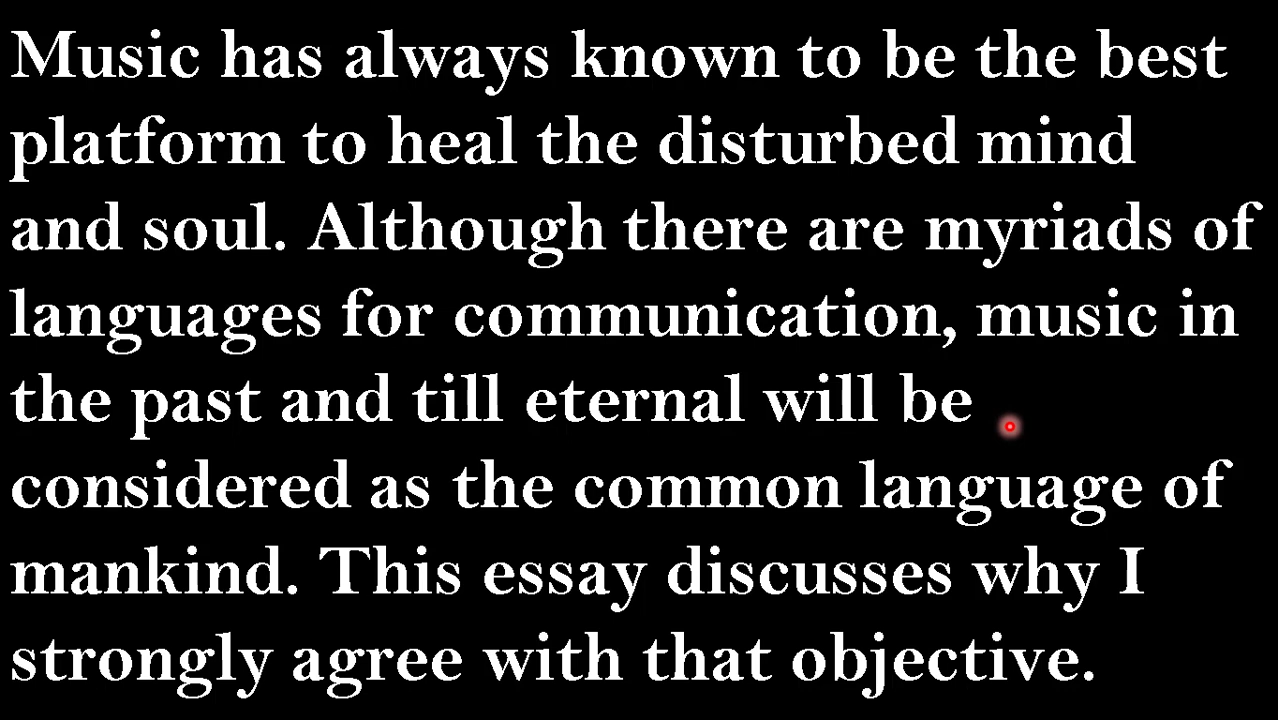 Music has always known to be the best
platform to heal the disturbed mind
and soul. Although there are myriads of
languages for communication, music in
the past and till eternal will be
considered as the common language of
mankind. This essay discusses why I
strongly agree with that objective.